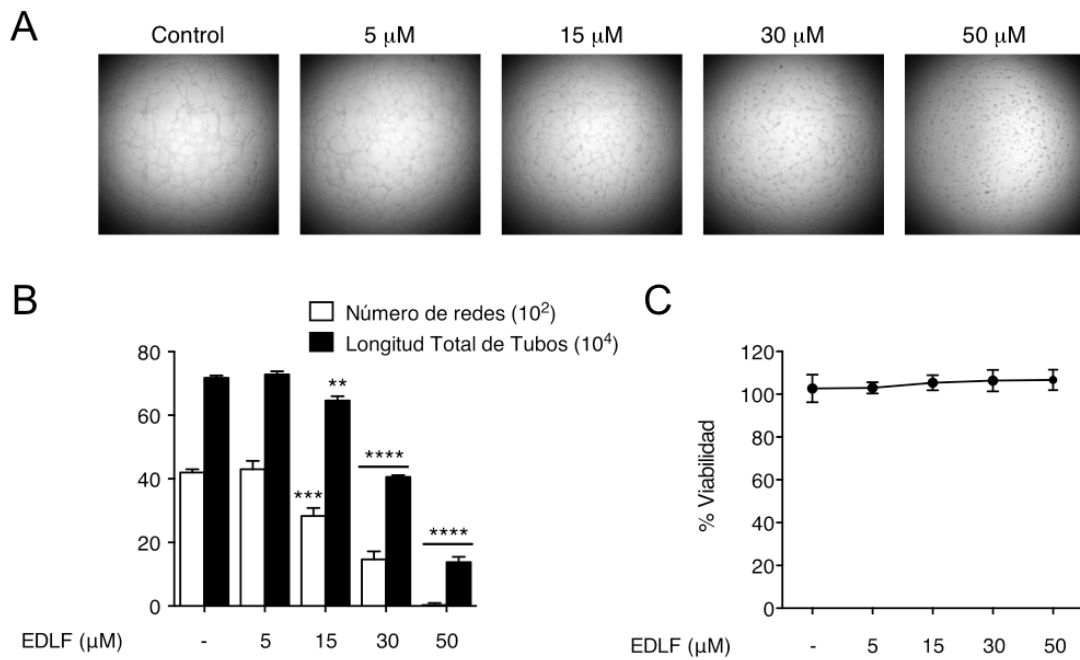 A
Control
5 μM
15 μM
30 μM
50 μM
B
Número de redes (10²)
Longitud Total de Tubos (10⁴)
80
60
40
20
0
**
***
****
****
EDLF (μM)
-
5
15
30
50
C
% Viabilidad
120
100
80
60
40
20
0
-
5
15
30
50
EDLF (μM)